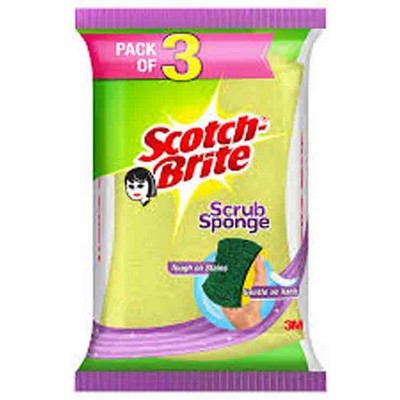 PACK
OF 3
Scotch-
Brite
Scrub
Sponge
Tough on Stains
Gentle on Hands
3M